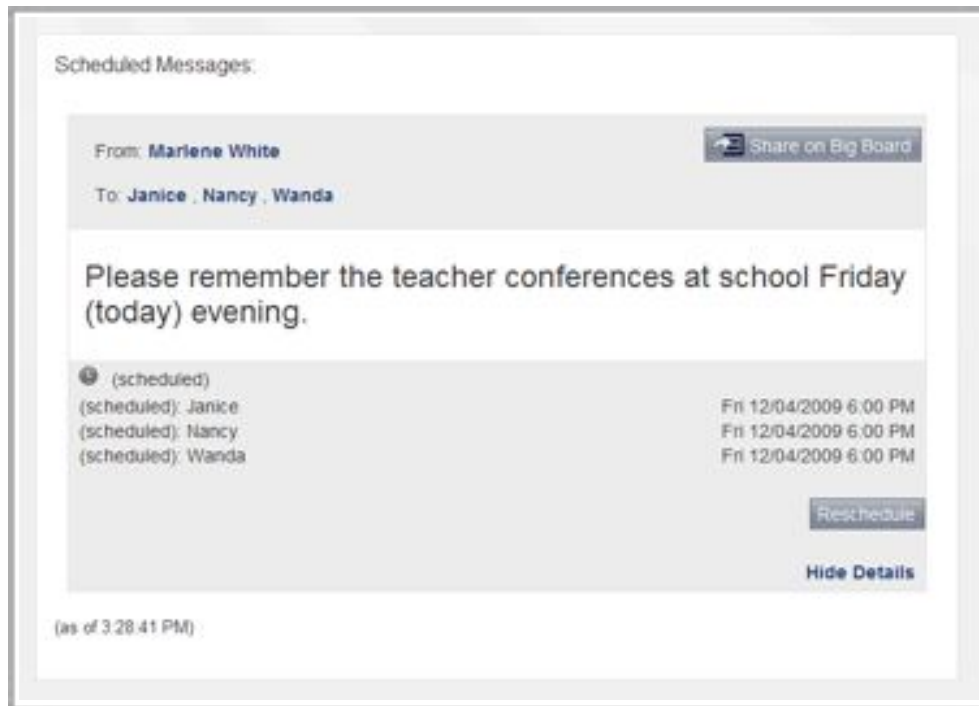 Scheduled Messages:
From: Marlene White
Share on Big Board
To: Janice , Nancy , Wanda
Please remember the teacher conferences at school Friday
(today) evening.
(scheduled)
(scheduled): Janice Fri 12/04/2009 6:00 PM
(scheduled): Nancy Fri 12/04/2009 6:00 PM
(scheduled): Wanda Fri 12/04/2009 6:00 PM
Reschedule
Hide Details
(as of 3:28:41 PM)